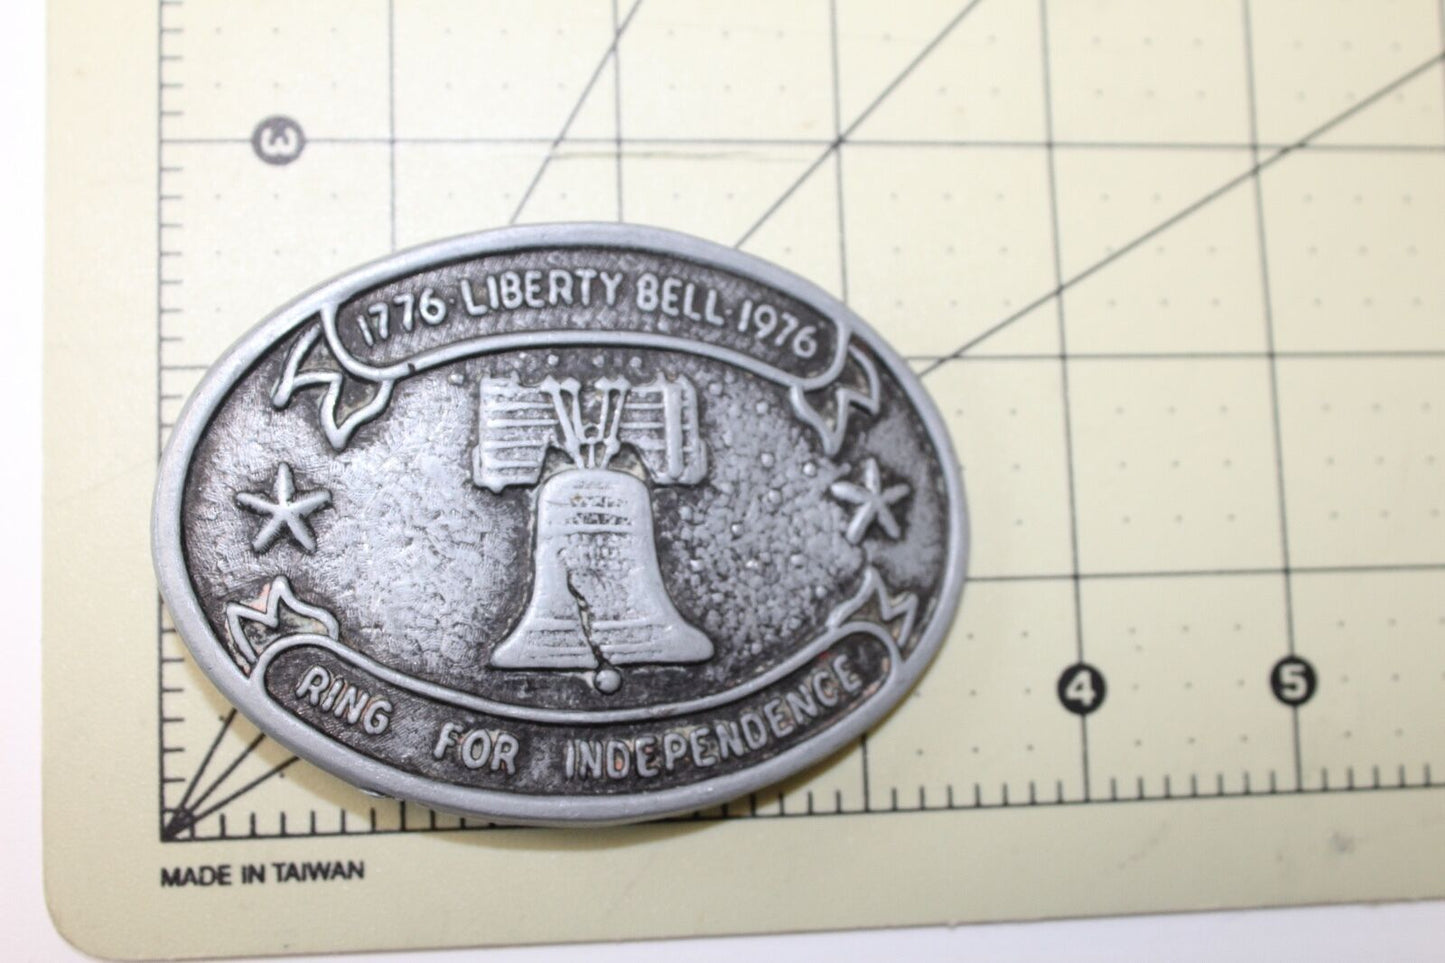 3
1776 · LIBERTY BELL · 1976
RING FOR INDEPENDENCE
4
5
MADE IN TAIWAN